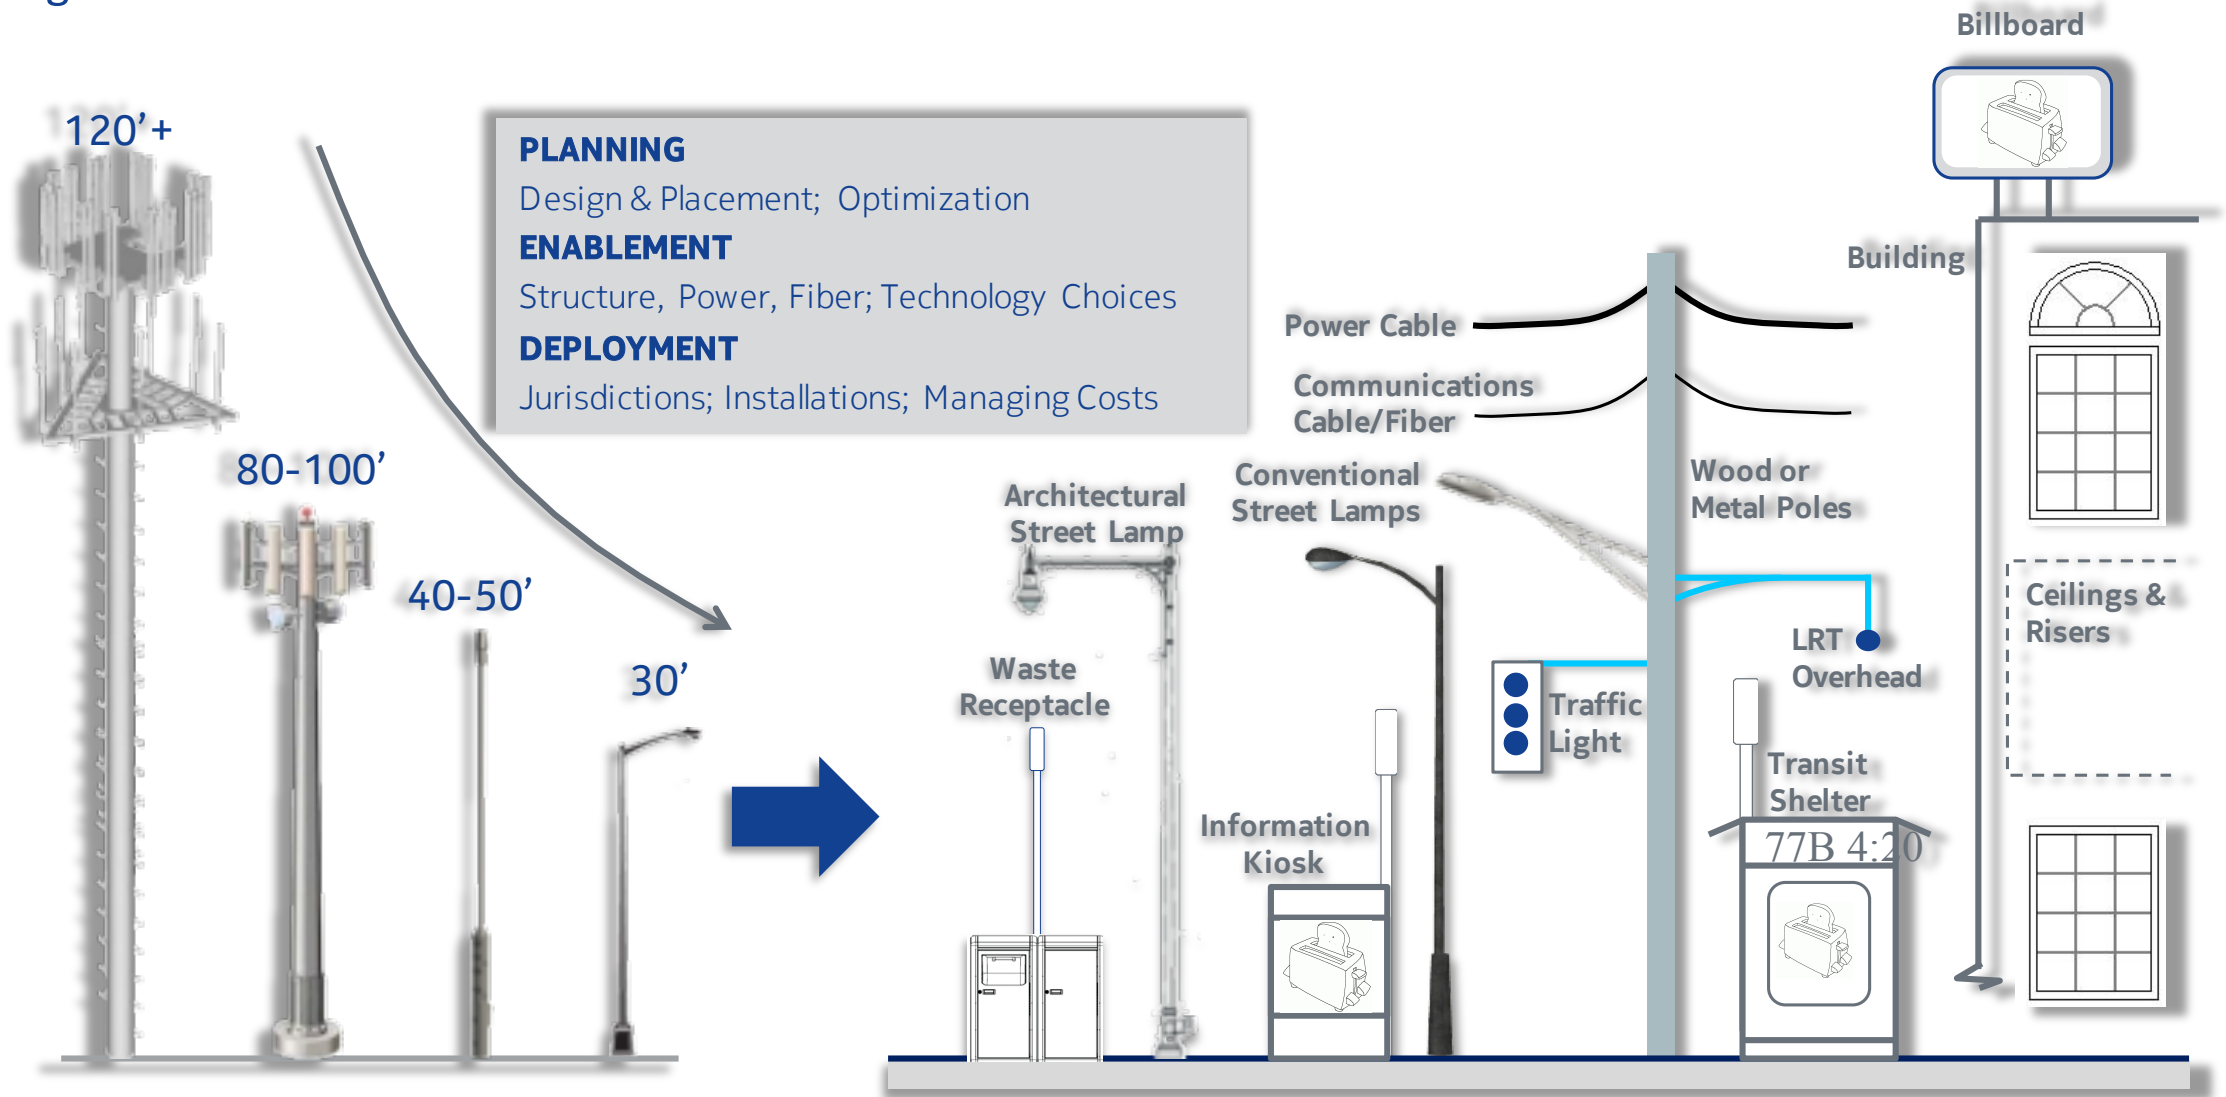 120’+
80-100’
40-50’
30’
PLANNING
Design & Placement; Optimization
ENABLEMENT
Structure, Power, Fiber; Technology Choices
DEPLOYMENT
Jurisdictions; Installations; Managing Costs
Billboard
Building
Power Cable
Communications
Cable/Fiber
Conventional
Street Lamps
Architectural
Street Lamp
Wood or
Metal Poles
Ceilings &
Risers
LRT
Overhead
Waste
Receptacle
Traffic
Light
Transit
Shelter
Information
Kiosk
77B 4:20